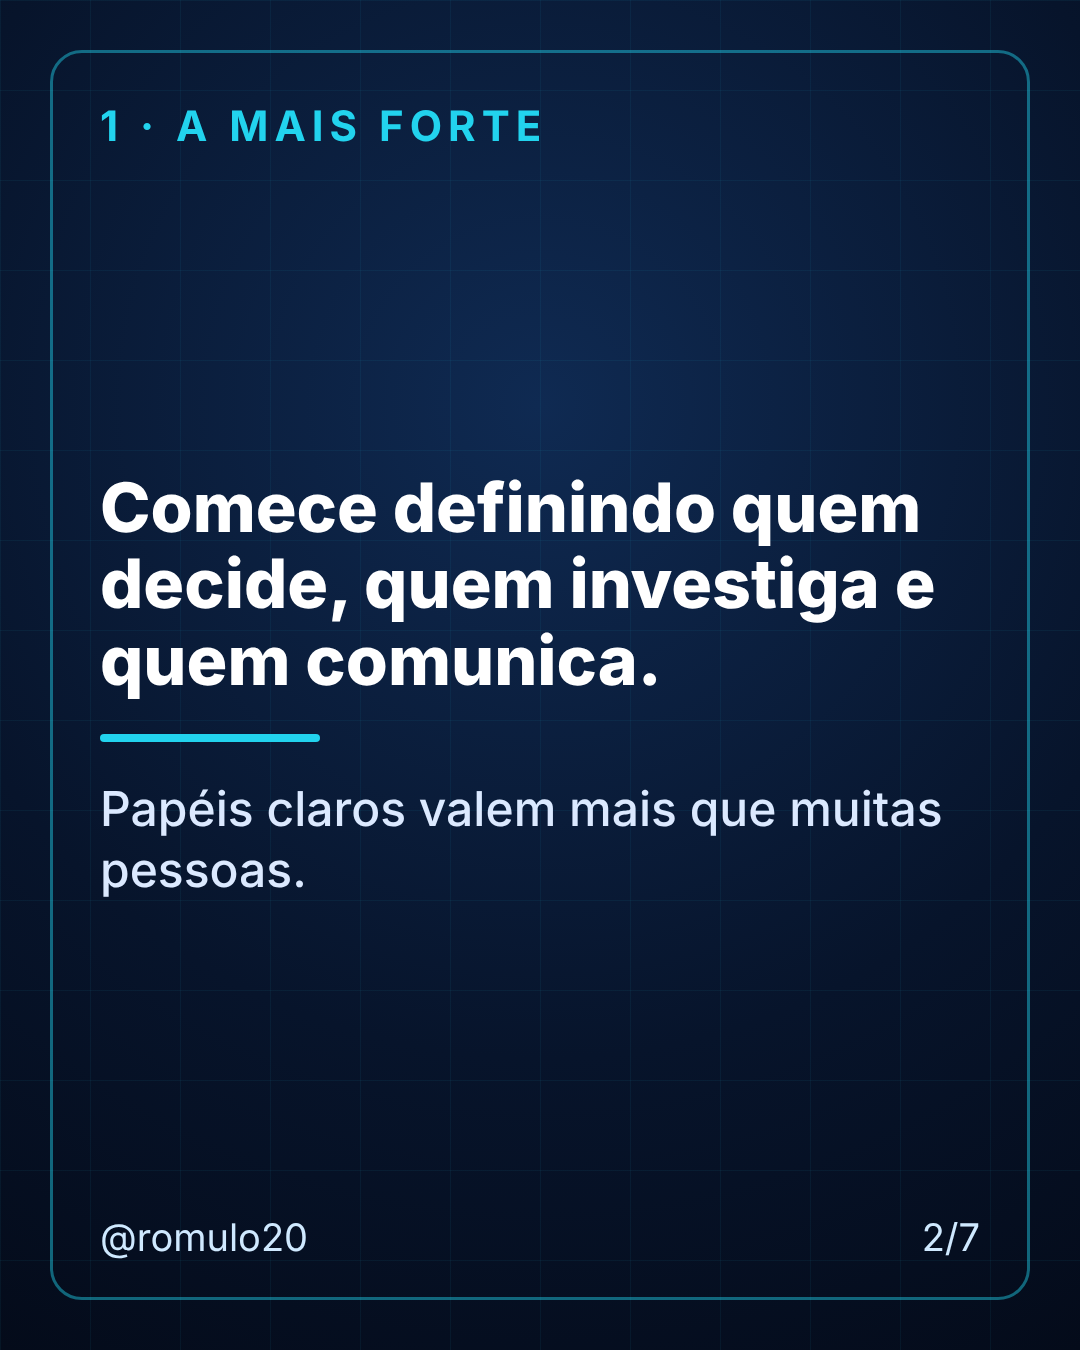 1 · A MAIS FORTE
Comece definindo quem
decide, quem investiga e
quem comunica.
Papéis claros valem mais que muitas
pessoas.
@romulo20
2/7